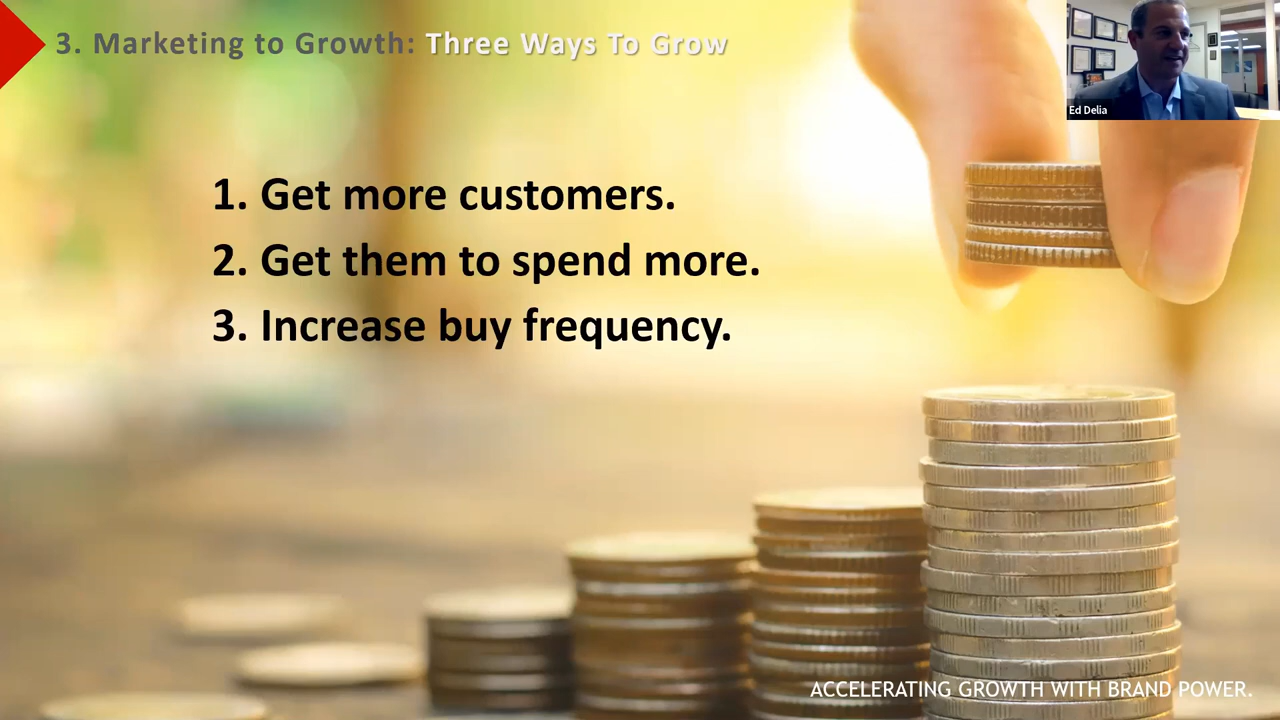 3. Marketing to Growth: Three Ways To Grow
Ed Delia
1. Get more customers.
2. Get them to spend more.
3. Increase buy frequency.
ACCELERATING GROWTH WITH BRAND POWER.